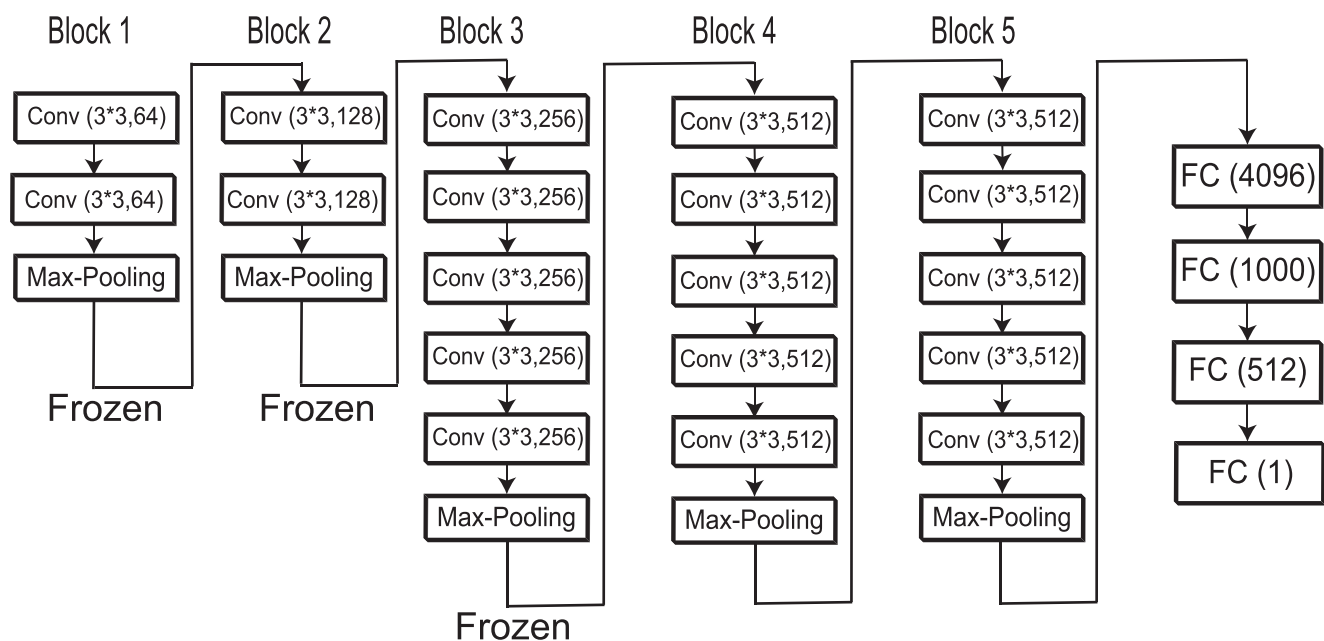 Block 1
Conv (3*3,64)
Conv (3*3,64)
Max-Pooling
Frozen
Block 2
Conv (3*3,128)
Conv (3*3,128)
Max-Pooling
Frozen
Block 3
Conv (3*3,256)
Conv (3*3,256)
Conv (3*3,256)
Conv (3*3,256)
Conv (3*3,256)
Max-Pooling
Frozen
Block 4
Conv (3*3,512)
Conv (3*3,512)
Conv (3*3,512)
Conv (3*3,512)
Conv (3*3,512)
Max-Pooling
Block 5
Conv (3*3,512)
Conv (3*3,512)
Conv (3*3,512)
Conv (3*3,512)
Conv (3*3,512)
Max-Pooling
FC (4096)
FC (1000)
FC (512)
FC (1)